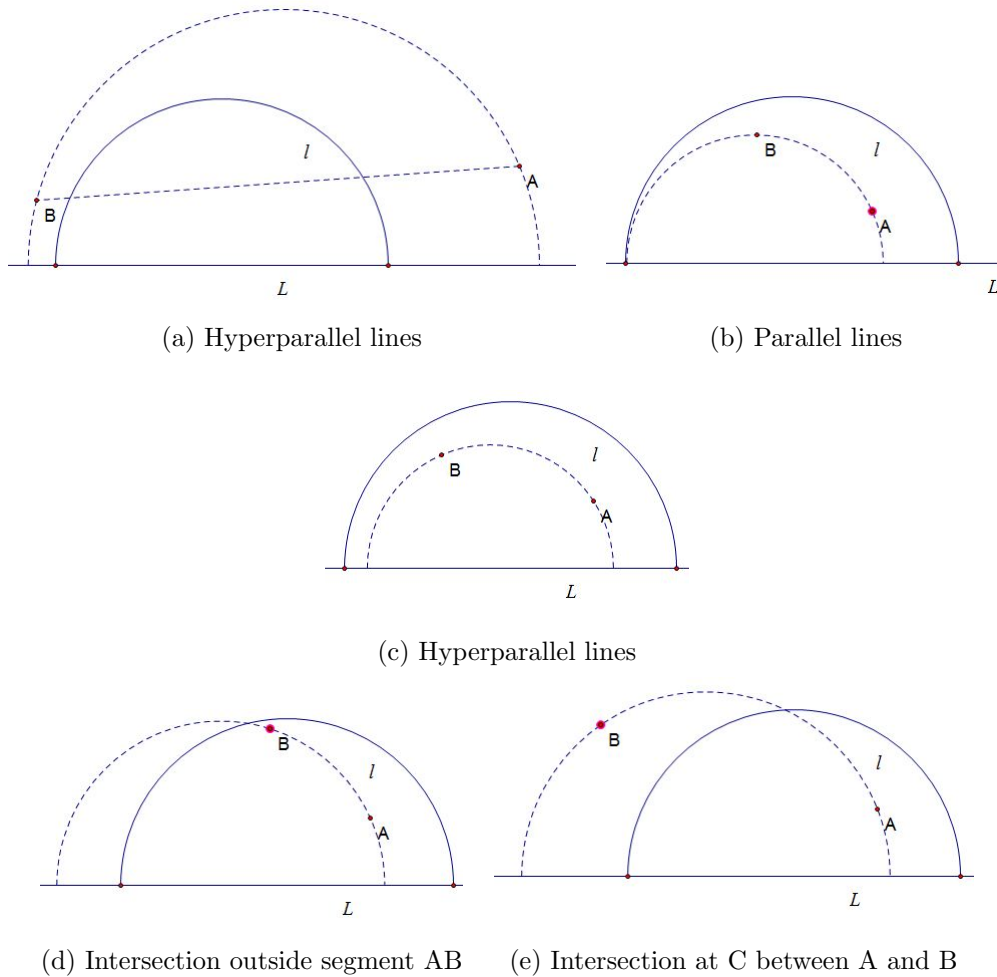 l
B
A
L
(a) Hyperparallel lines
B
l
A
L
(b) Parallel lines
B
l
A
L
(c) Hyperparallel lines
B
l
A
L
(d) Intersection outside segment AB
B
l
A
L
(e) Intersection at C between A and B